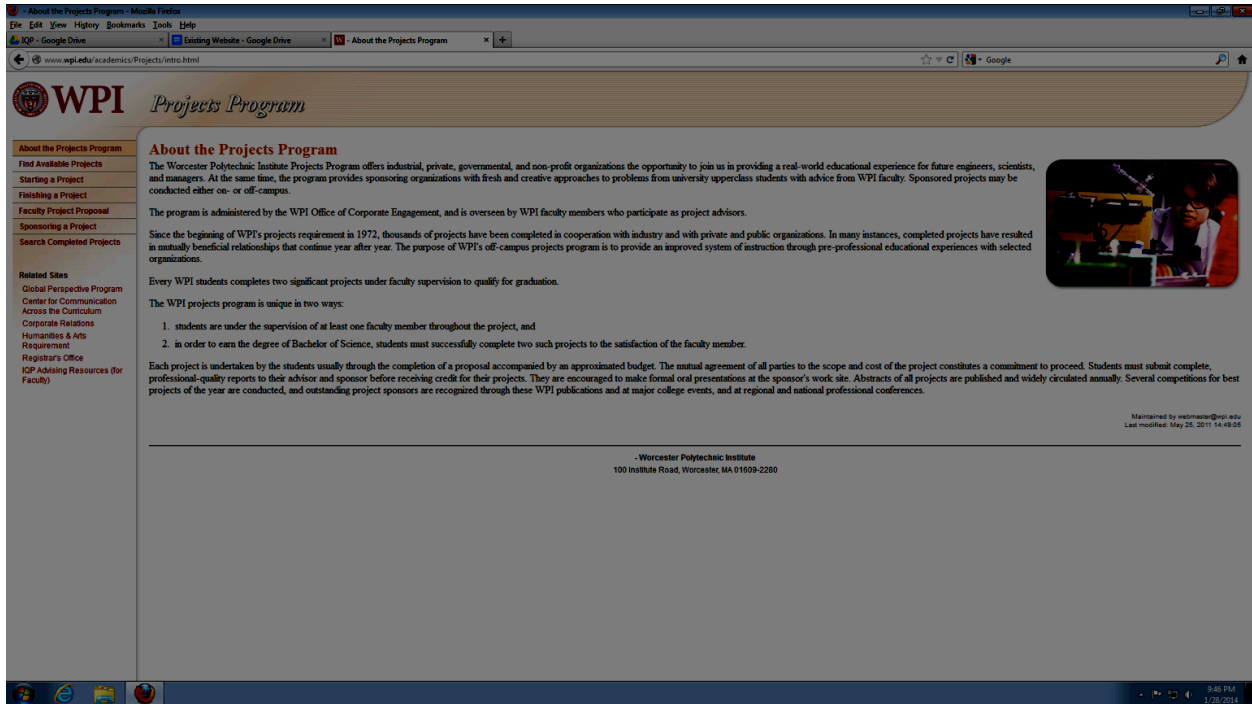 - About the Projects Program - Mozilla Firefox
File Edit View History Bookmarks Tools Help
IQP - Google Drive
Existing Website - Google Drive
W - About the Projects Program
www.wpi.edu/academics/Projects/intro.html
Google
WPI
Projects Program
About the Projects Program
Find Available Projects
Starting a Project
Finishing a Project
Faculty Project Proposal
Sponsoring a Project
Search Completed Projects
Related Sites
Global Perspective Program
Center for Communication
Across the Curriculum
Corporate Relations
Humanities & Arts
Requirement
Registrar's Office
IQP Advising Resources (for
Faculty)
About the Projects Program
The Worcester Polytechnic Institute Projects Program offers industrial, private, governmental, and non-profit organizations the opportunity to join us in providing a real-world educational experience for future engineers, scientists,
and managers. At the same time, the program provides sponsoring organizations with fresh and creative approaches to problems from university upperclass students with advice from WPI faculty. Sponsored projects may be
conducted either on- or off-campus.
The program is administered by the WPI Office of Corporate Engagement, and is overseen by WPI faculty members who participate as project advisors.
Since the beginning of WPI's projects requirement in 1972, thousands of projects have been completed in cooperation with industry and with private and public organizations. In many instances, completed projects have resulted
in mutually beneficial relationships that continue year after year. The purpose of WPI's off-campus projects program is to provide an improved system of instruction through pre-professional educational experiences with selected
organizations.
Every WPI students completes two significant projects under faculty supervision to qualify for graduation.
The WPI projects program is unique in two ways:
1. students are under the supervision of at least one faculty member throughout the project, and
2. in order to earn the degree of Bachelor of Science, students must successfully complete two such projects to the satisfaction of the faculty member.
Each project is undertaken by the students usually through the completion of a proposal accompanied by an approximated budget. The mutual agreement of all parties to the scope and cost of the project constitutes a commitment to proceed. Students must submit complete,
professional-quality reports to their advisor and sponsor before receiving credit for their projects. They are encouraged to make formal oral presentations at the sponsor's work site. Abstracts of all projects are published and widely circulated annually. Several competitions for best
projects of the year are conducted, and outstanding project sponsors are recognized through these WPI publications and at major college events, and at regional and national professional conferences.
Maintained by webmaster@wpi.edu
Last modified: May 25, 2011 14:49:05
- Worcester Polytechnic Institute
100 Institute Road, Worcester, MA 01609-2280
9:46 PM
1/28/2014